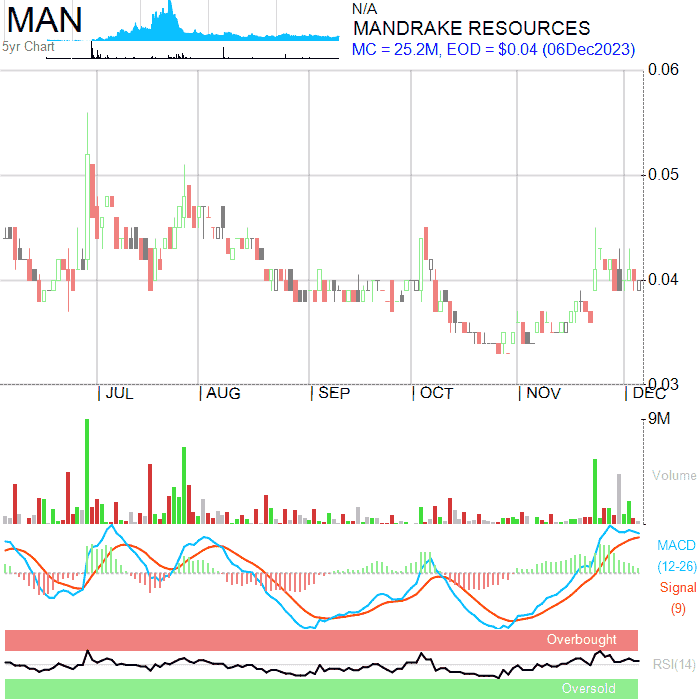 MAN
5yr Chart
N/A
MANDRAKE RESOURCES
MC = 25.2M, EOD = $0.04 (06Dec2023)
0.06
0.05
0.04
0.03
| JUL | AUG | SEP | OCT | NOV | DEC
9M
Volume
MACD
(12-26)
Signal
(9)
Overbought
RSI(14)
Oversold